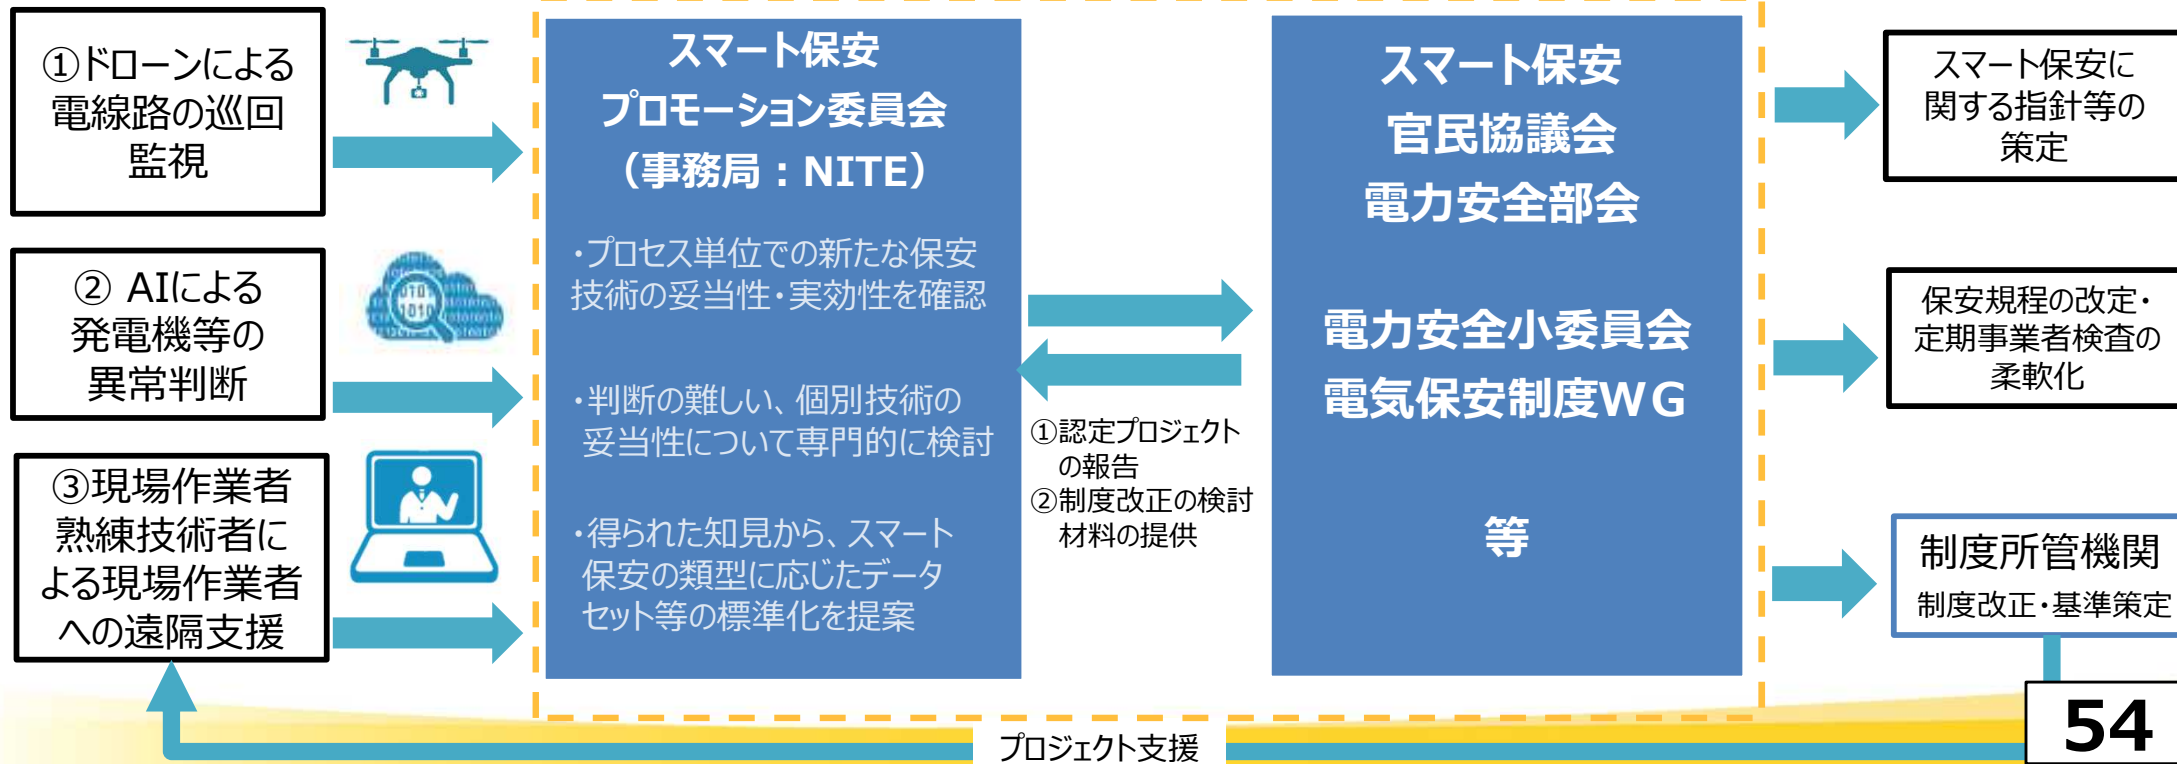 ①ドローンによる
電線路の巡回
監視
② AIによる
発電機等の
異常判断
③現場作業者
熟練技術者に
よる現場作業者
への遠隔支援
スマート保安
プロモーション委員会
（事務局：NITE）
・プロセス単位での新たな保安
技術の妥当性・実効性を確認
・判断の難しい、個別技術の
妥当性について専門的に検討
・得られた知見から、スマート
保安の類型に応じたデータ
セット等の標準化を提案
①認定プロジェクト
の報告
②制度改正の検討
材料の提供
スマート保安
官民協議会
電力安全部会
電力安全小委員会
電気保安制度WG
等
スマート保安に
関する指針等の
策定
保安規程の改定・
定期事業者検査の
柔軟化
制度所管機関
制度改正・基準策定
プロジェクト支援
54